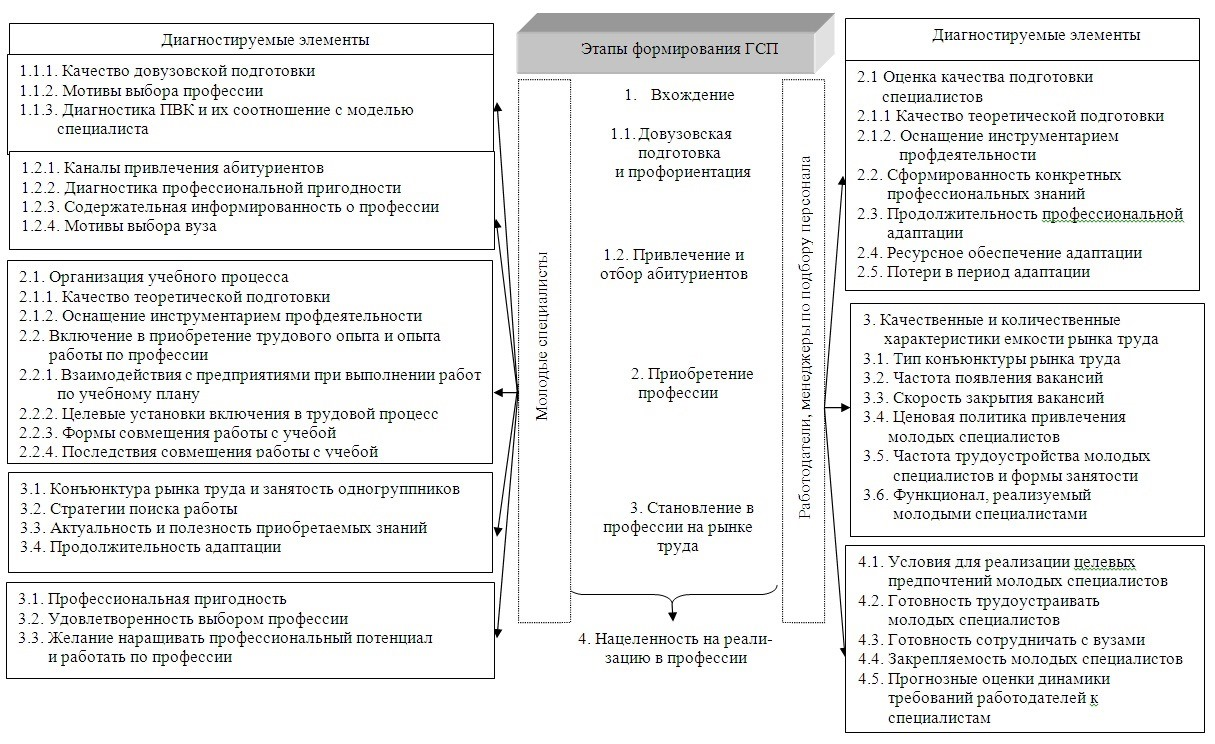 Диагностируемые элементы
1.1.1. Качество довузовской подготовки
1.1.2. Мотивы выбора профессии
1.1.3. Диагностика ПВК и их соотношение с моделью
специалиста
1.2.1. Каналы привлечения абитуриентов
1.2.2. Диагностика профессиональной пригодности
1.2.3. Содержательная информированность о профессии
1.2.4. Мотивы выбора вуза
2.1. Организация учебного процесса
2.1.1. Качество теоретической подготовки
2.1.2. Оснащение инструментарием профдеятельности
2.2. Включение в приобретение трудового опыта и опыта
работы по профессии
2.2.1. Взаимодействия с предприятиями при выполнении работ
по учебному плану
2.2.2. Целевые установки включения в трудовой процесс
2.2.3. Формы совмещения работы с учебой
2.2.4. Последствия совмещения работы с учебой
3.1. Конъюнктура рынка труда и занятость одногруппников
3.2. Стратегии поиска работы
3.3. Актуальность и полезность приобретаемых знаний
3.4. Продолжительность адаптации
3.1. Профессиональная пригодность
3.2. Удовлетворенность выбором профессии
3.3. Желание наращивать профессиональный потенциал
и работать по профессии
Молодые специалисты
Этапы формирования ГСП
1. Вхождение
1.1. Довузовская
подготовка
и профориентация
1.2. Привлечение и
отбор абитуриентов
2. Приобретение
профессии
3. Становление в
профессии на рынке
труда
4. Нацеленность на реали-
зацию в профессии
Работодатели, менеджеры по подбору персонала
Диагностируемые элементы
2.1 Оценка качества подготовки
специалистов
2.1.1 Качество теоретической подготовки
2.1.2. Оснащение инструментарием
профдеятельности
2.2. Сформированность конкретных
профессиональных знаний
2.3. Продолжительность профессиональной
адаптации
2.4. Ресурсное обеспечение адаптации
2.5. Потери в период адаптации
3. Качественные и количественные
характеристики емкости рынка труда
3.1. Тип конъюнктуры рынка труда
3.2. Частота появления вакансий
3.3. Скорость закрытия вакансий
3.4. Ценовая политика привлечения
молодых специалистов
3.5. Частота трудоустройства молодых
специалистов и формы занятости
3.6. Функционал, реализуемый
молодыми специалистами
4.1. Условия для реализации целевых
предпочтений молодых специалистов
4.2. Готовность трудоустраивать
молодых специалистов
4.3. Готовность сотрудничать с вузами
4.4. Закрепляемость молодых специалистов
4.5. Прогнозные оценки динамики
требований работодателей к
специалистам